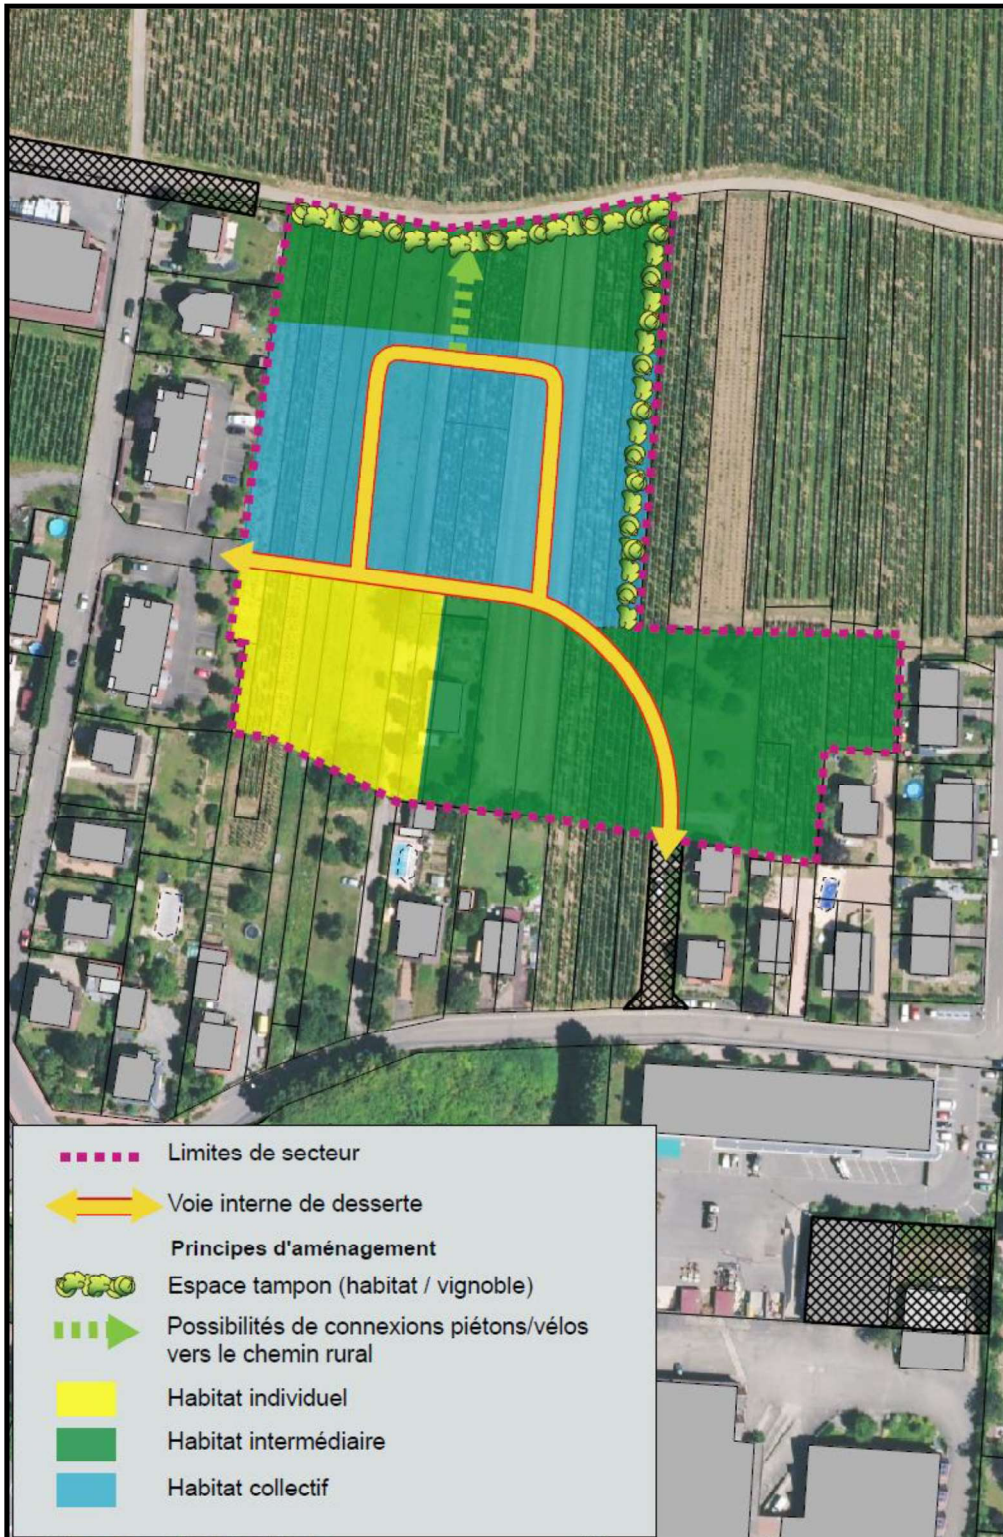 Limites de secteur
Voie interne de desserte
Principes d'aménagement
Espace tampon (habitat / vignoble)
Possibilités de connexions piétons/vélos
vers le chemin rural
Habitat individuel
Habitat intermédiaire
Habitat collectif